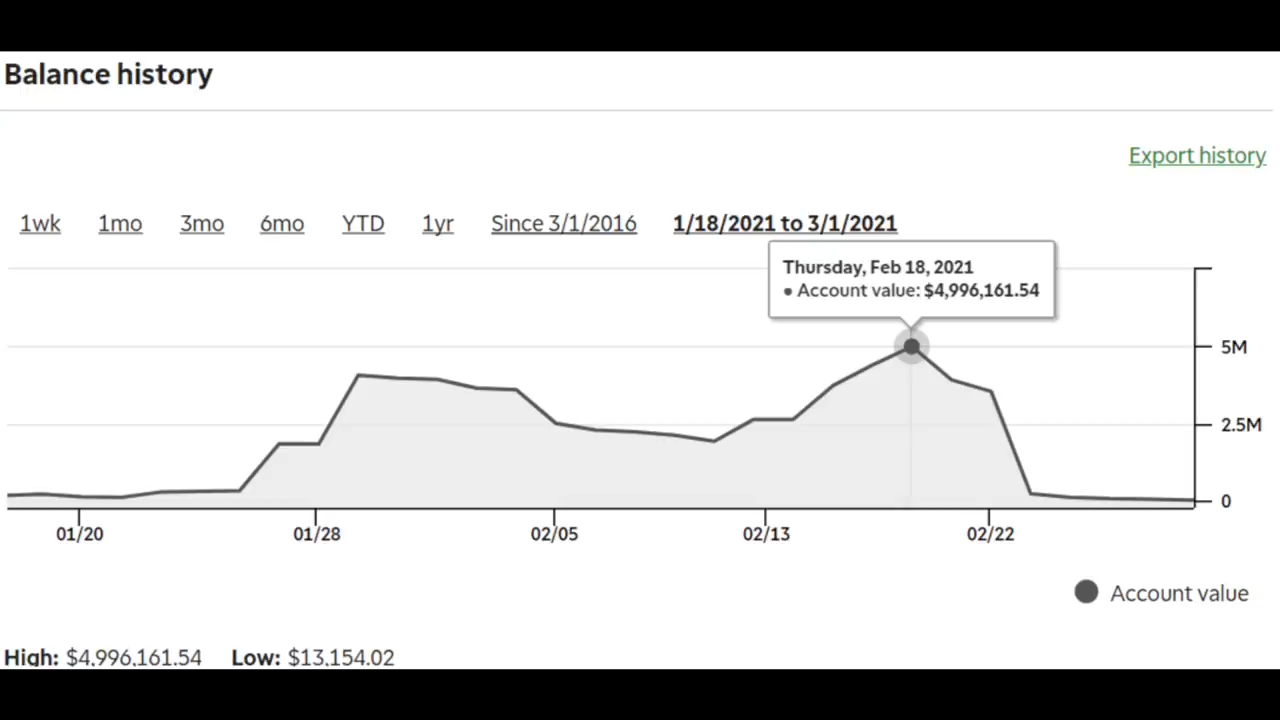 Balance history
Export history
1wk 1mo 3mo 6mo YTD 1yr Since 3/1/2016 1/18/2021 to 3/1/2021
Thursday, Feb 18, 2021
• Account value: $4,996,161.54
5M
2.5M
0
01/20 01/28 02/05 02/13 02/22
Account value
High: $4,996,161.54 Low: $13,154.02